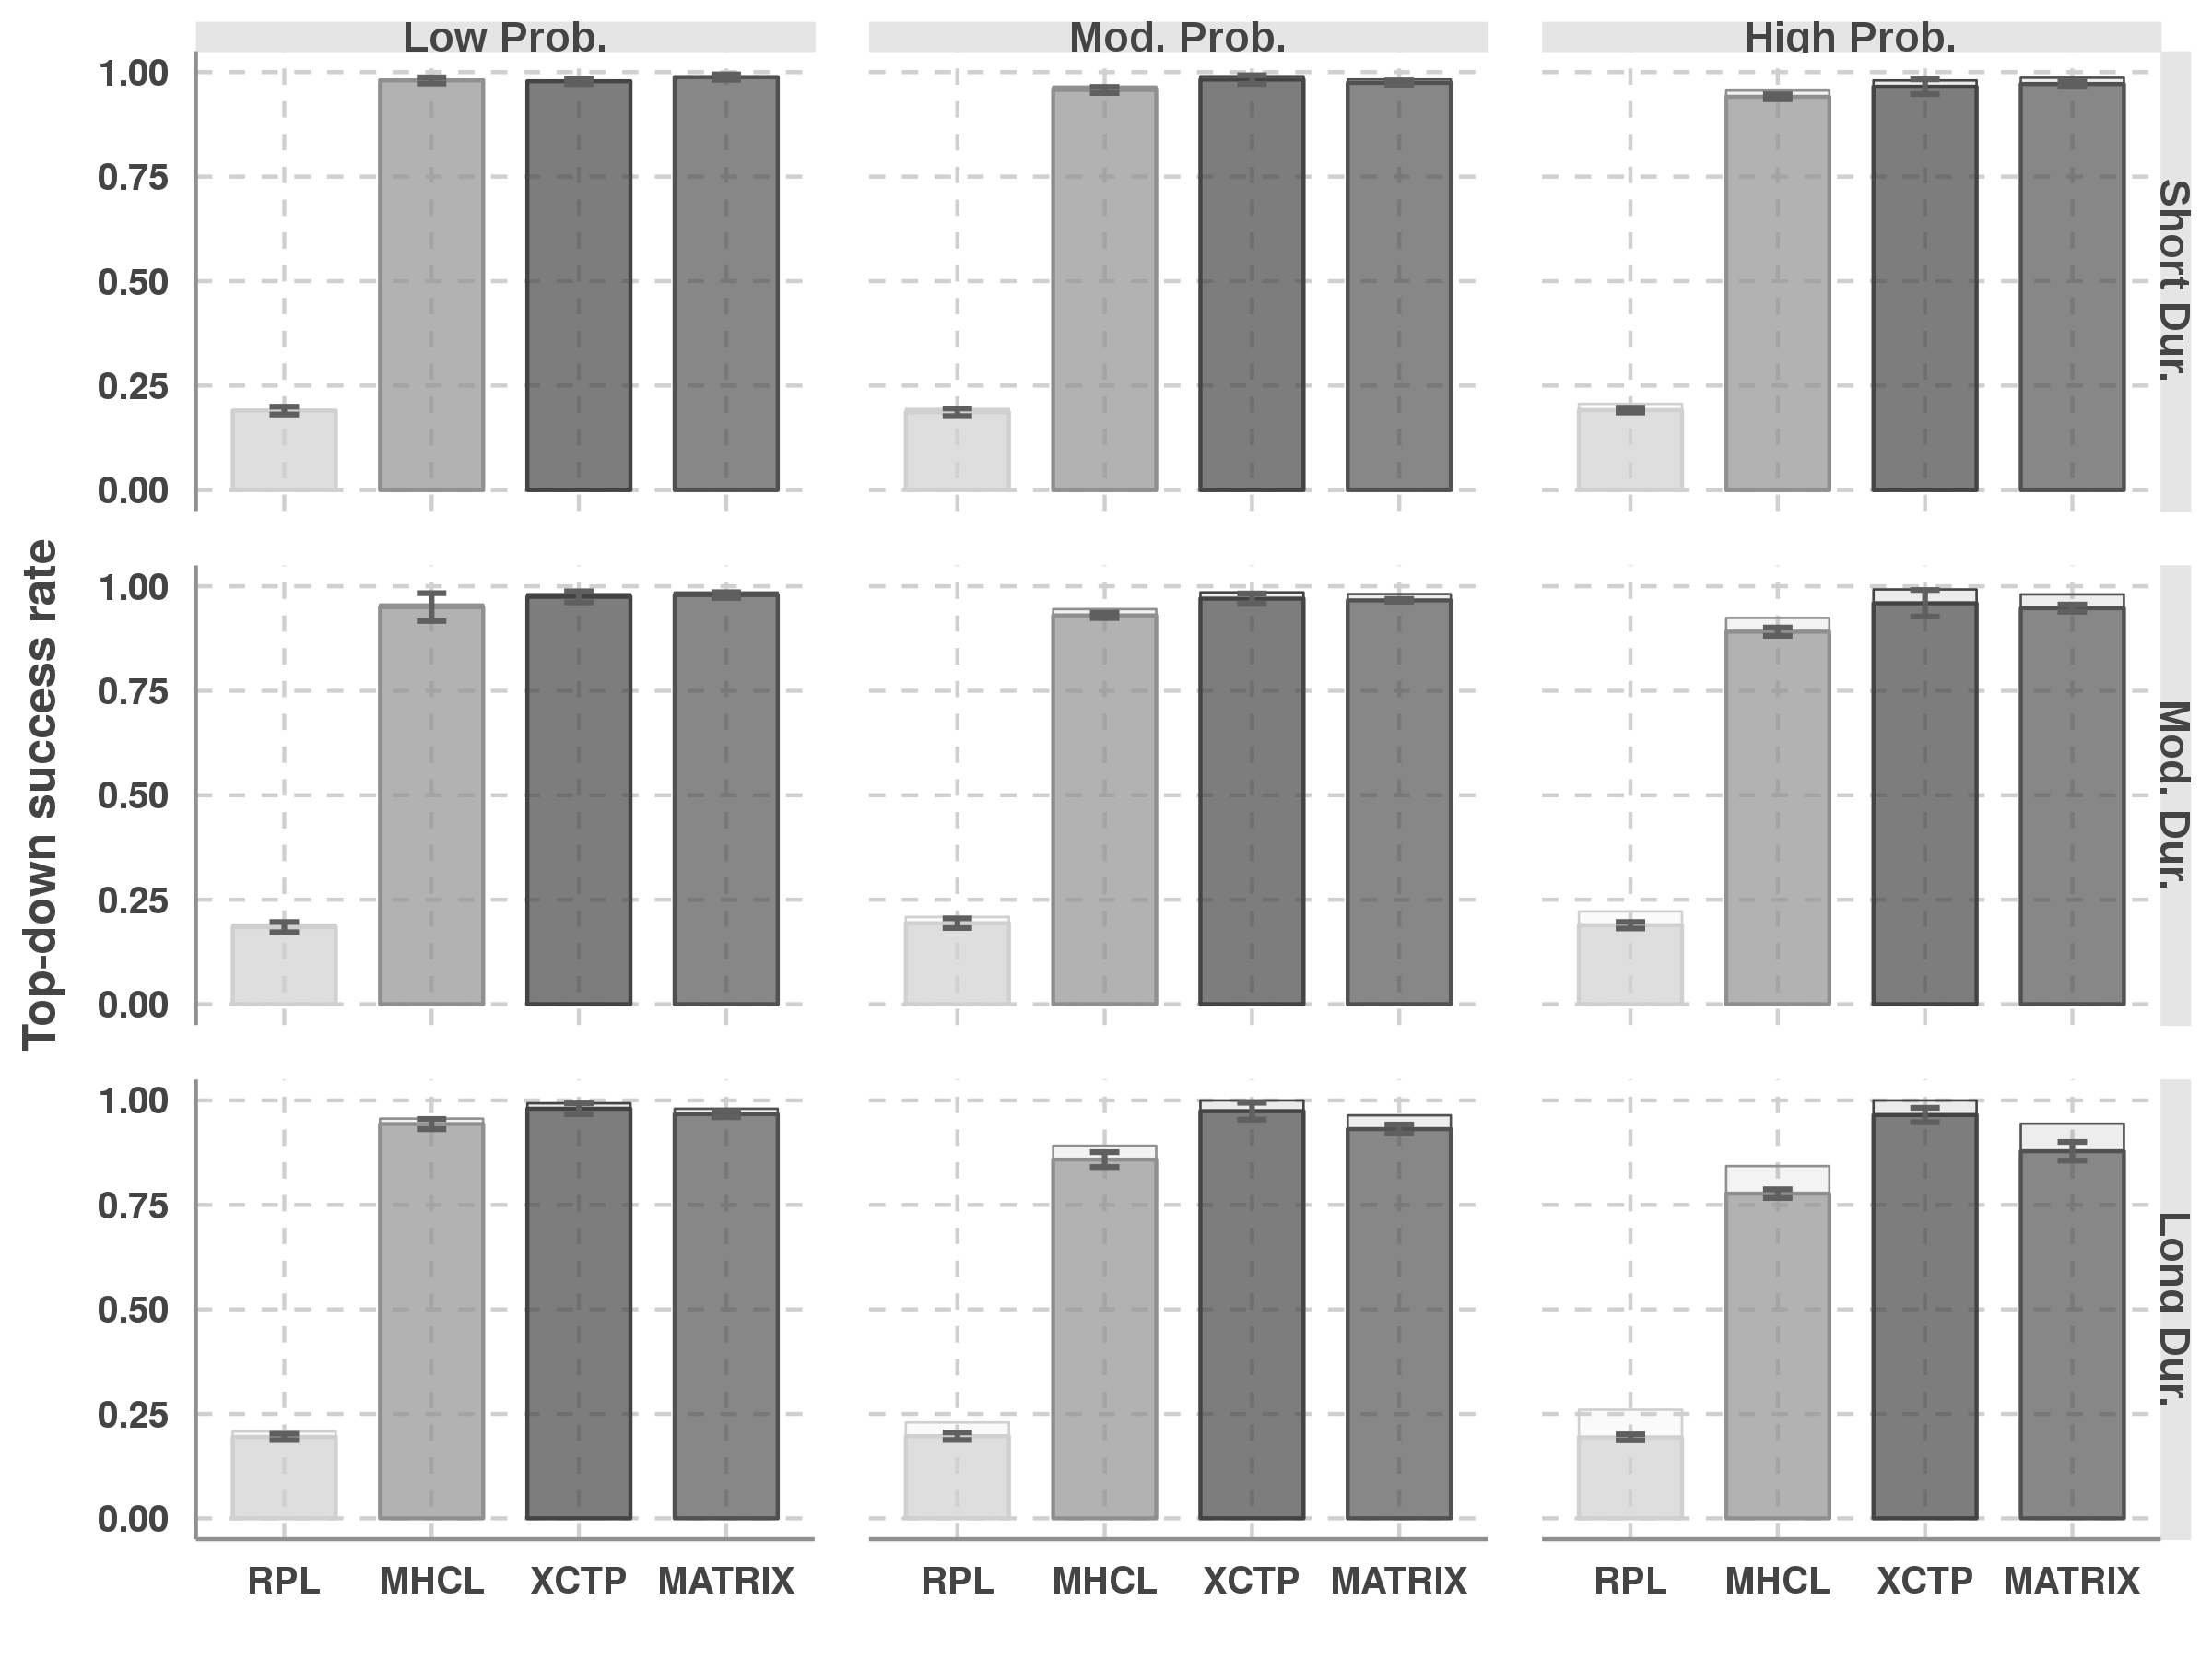 Low Prob. Mod. Prob. High Prob.
1.00
0.75
0.50
0.25
0.00
Short Dur.
Top-down success rate
1.00
0.75
0.50
0.25
0.00
Mod. Dur.
1.00
0.75
0.50
0.25
0.00
Long Dur.
RPL MHCL XCTP MATRIX RPL MHCL XCTP MATRIX RPL MHCL XCTP MATRIX